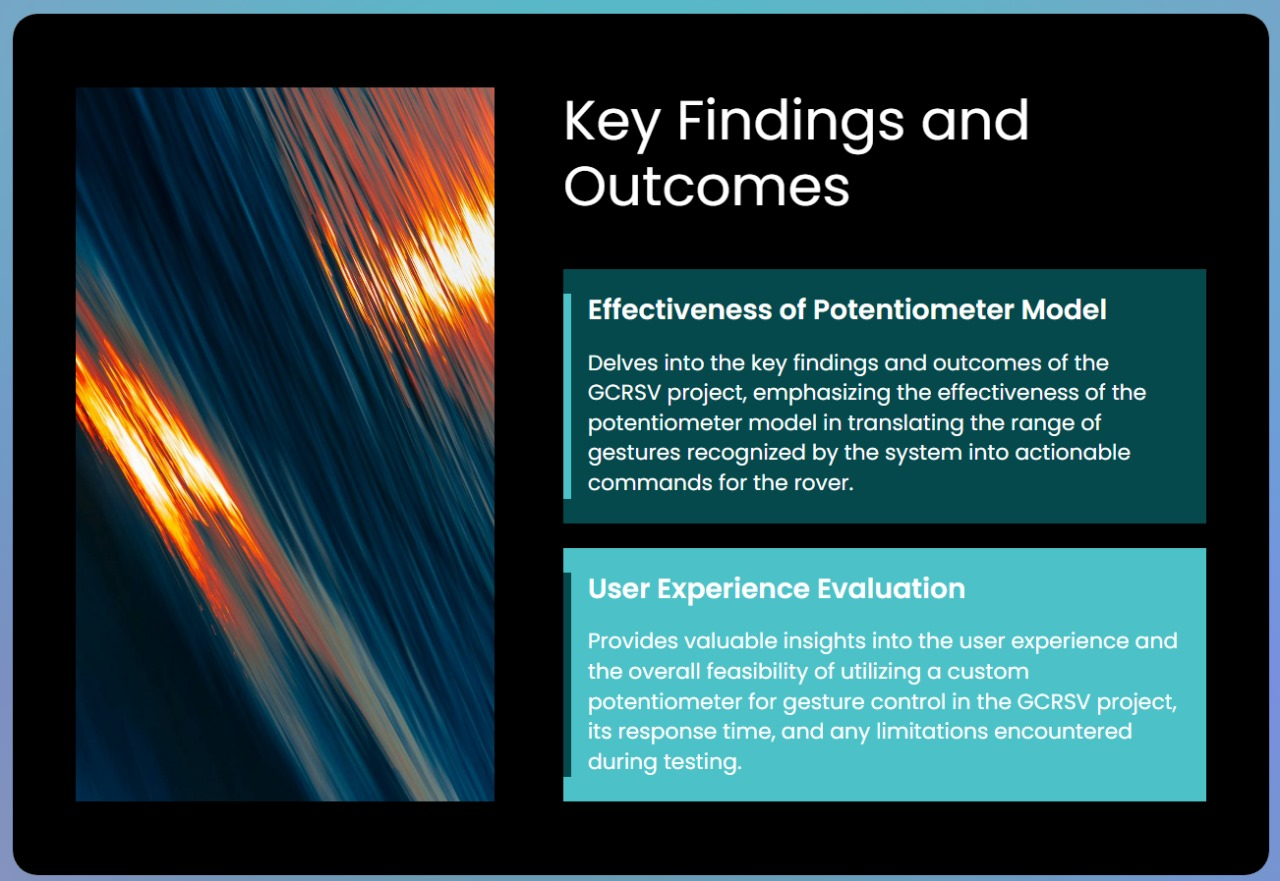 Key Findings and
Outcomes
Effectiveness of Potentiometer Model
Delves into the key findings and outcomes of the
GCRSV project, emphasizing the effectiveness of the
potentiometer model in translating the range of
gestures recognized by the system into actionable
commands for the rover.
User Experience Evaluation
Provides valuable insights into the user experience and
the overall feasibility of utilizing a custom
potentiometer for gesture control in the GCRSV project,
its response time, and any limitations encountered
during testing.